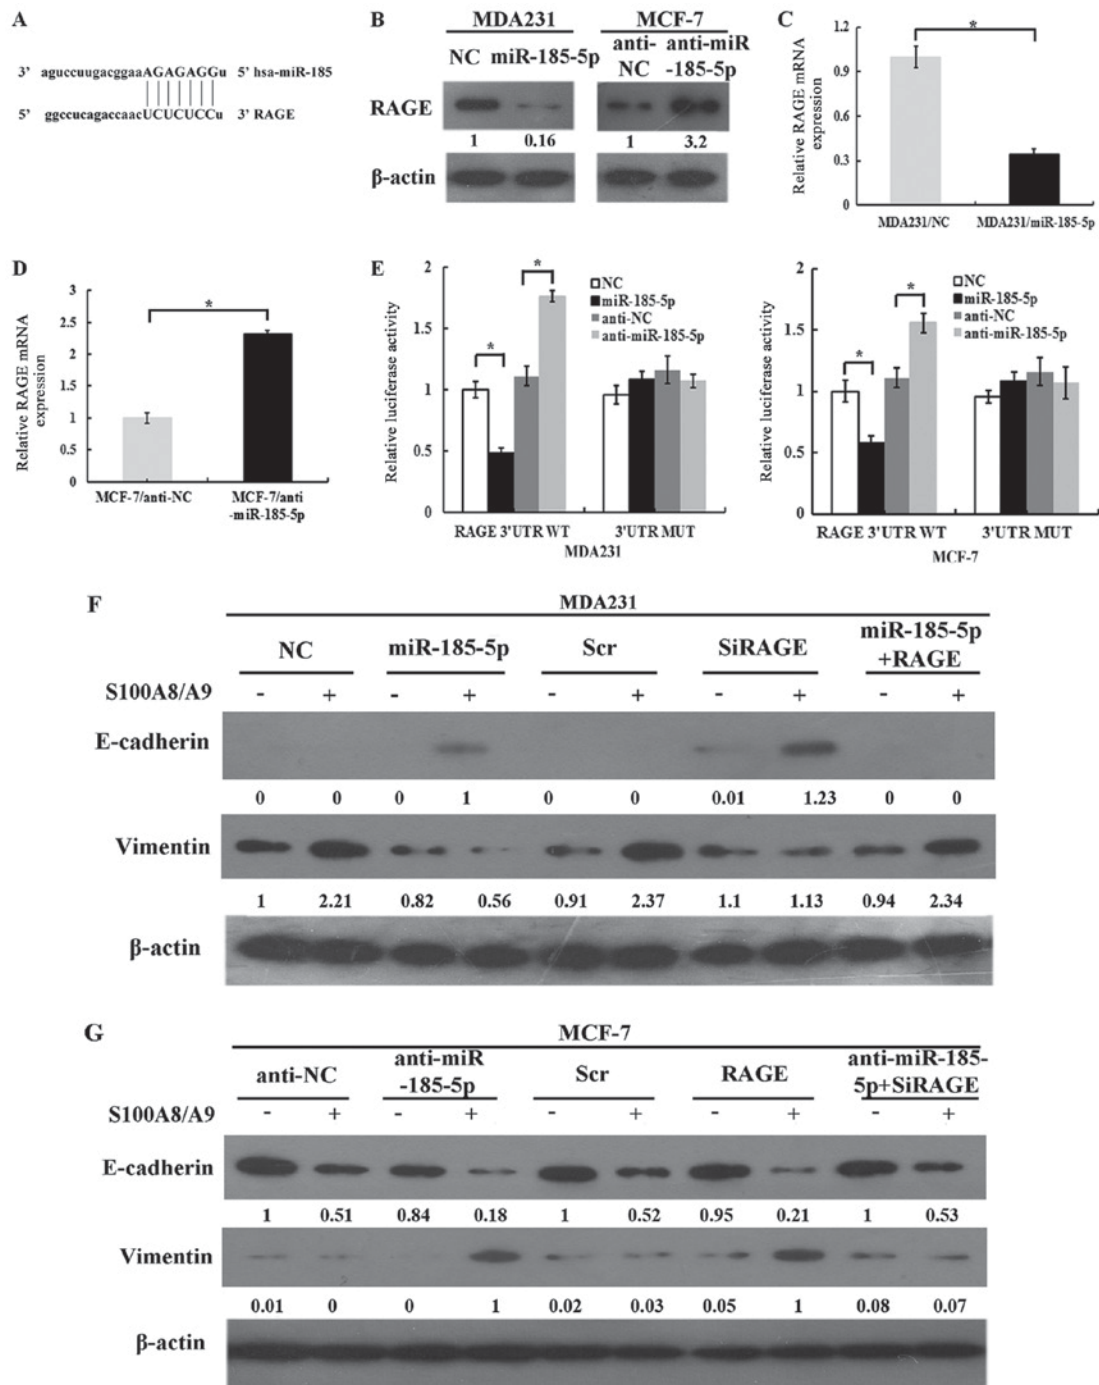 A
3' aguccuugacggaaAGAGAGGu 5' hsa-miR-185
5' ggccucagaccaacUCUCUCCu 3' RAGE
B
MDA231 MCF-7
NC miR-185-5p anti-NC anti-miR-185-5p
RAGE
1 0.16 1 3.2
β-actin
C
Relative RAGE mRNA expression
1.2
0.9
0.6
0.3
0
*
MDA231/NC MDA231/miR-185-5p
D
Relative RAGE mRNA expression
3
2.5
2
1.5
1
0.5
0
*
MCF-7/anti-NC MCF-7/anti-miR-185-5p
E
Relative luciferase activity
2
1.5
1
0.5
0
* *
NC
miR-185-5p
anti-NC
anti-miR-185-5p
RAGE 3'UTR WT 3'UTR MUT
MDA231
Relative luciferase activity
2
1.5
1
0.5
0
* *
NC
miR-185-5p
anti-NC
anti-miR-185-5p
RAGE 3'UTR WT 3'UTR MUT
MCF-7
F
MDA231
NC miR-185-5p Scr SiRAGE miR-185-5p +RAGE
S100A8/A9 - + - + - + - + - +
E-cadherin
0 0 0 1 0 0 0.01 1.23 0 0
Vimentin
1 2.21 0.82 0.56 0.91 2.37 1.1 1.13 0.94 2.34
β-actin
G
MCF-7
anti-NC anti-miR -185-5p Scr RAGE anti-miR-185-5p+SiRAGE
S100A8/A9 - + - + - + - + - +
E-cadherin
1 0.51 0.84 0.18 1 0.52 0.95 0.21 1 0.53
Vimentin
0.01 0 0 1 0.02 0.03 0.05 1 0.08 0.07
β-actin